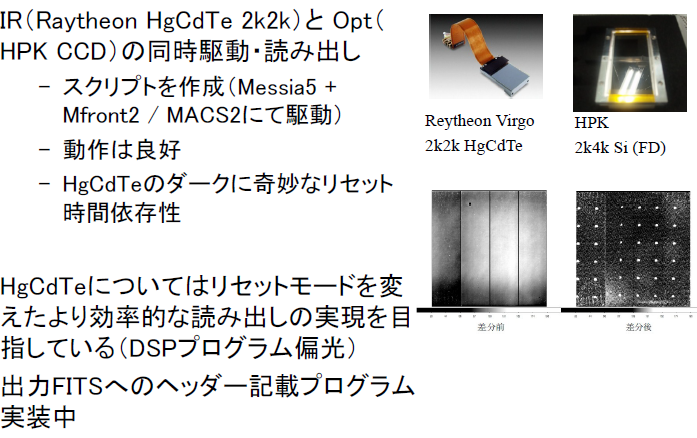 IR（Raytheon HgCdTe 2k2k）と Opt（
HPK CCD）の同時駆動・読み出し
– スクリプトを作成（Messia5 +
Mfront2 / MACS2にて駆動）
– 動作は良好
– HgCdTeのダークに奇妙なリセット
時間依存性
HgCdTeについてはリセットモードを変
えたより効率的な読み出しの実現を目
指している（DSPプログラム偏光）
出力FITSへのヘッダー記載プログラム
実装中
Reytheon Virgo
2k2k HgCdTe
HPK
2k4k Si (FD)
差分前
差分後